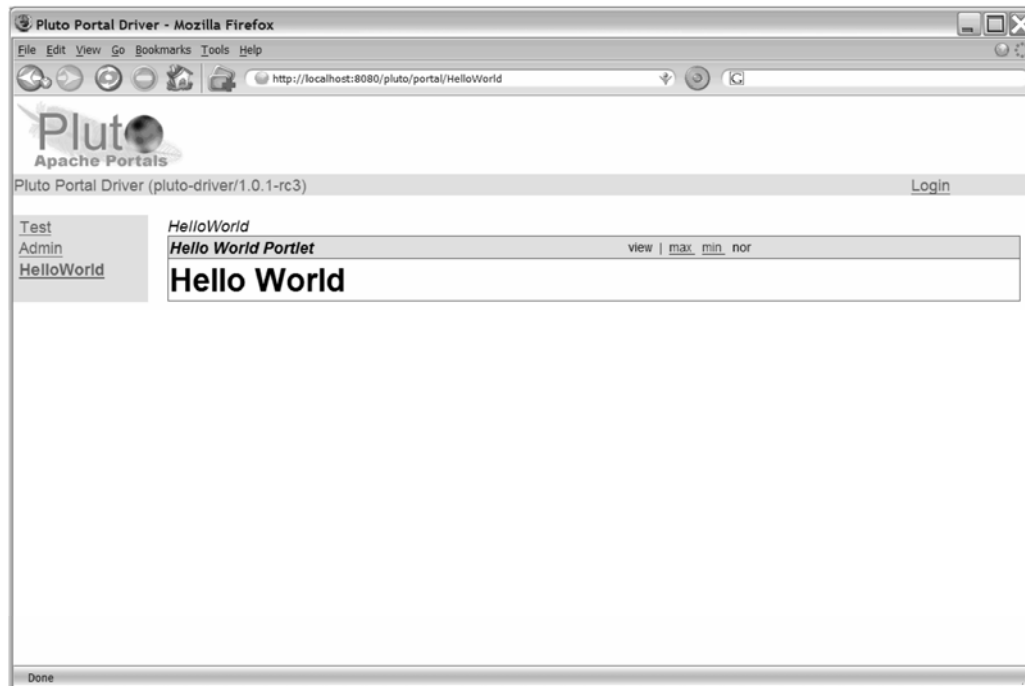 Pluto Portal Driver - Mozilla Firefox
File Edit View Go Bookmarks Tools Help
http://localhost:8080/pluto/portal/HelloWorld
G
Pluto
Apache Portals
Pluto Portal Driver (pluto-driver/1.0.1-rc3) Login
Test
Admin
HelloWorld
HelloWorld
Hello World Portlet view | max min nor
Hello World
Done